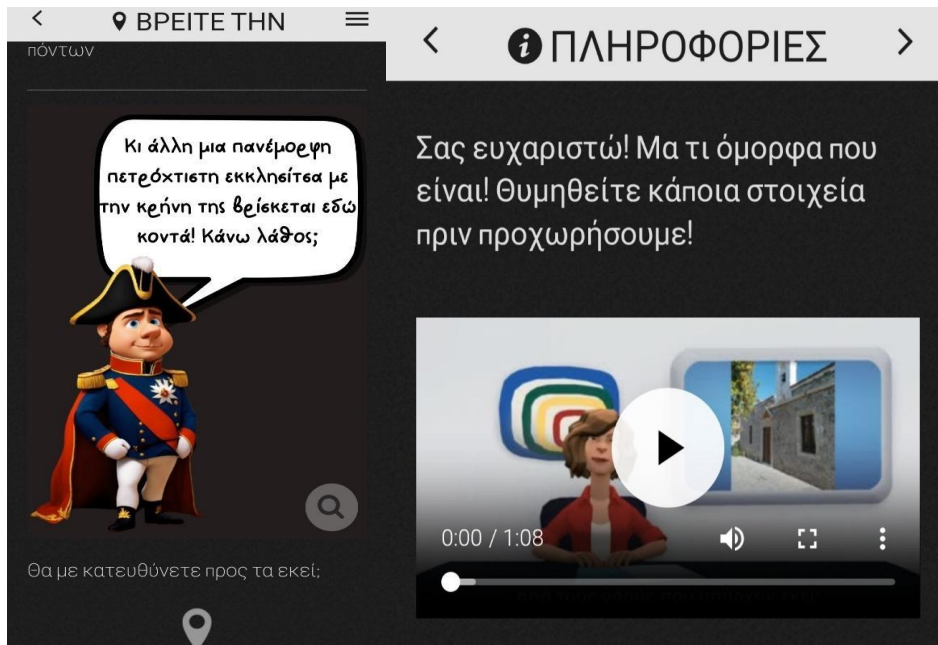 ΒΡΕΙΤΕ ΤΗΝ
πόντων
Κι άλλη μια πανέμορφη
πετρόχτιστη εκκλησίτσα με
την κρήνη της βρίσκεται εδώ
κοντά! Κάνω λάθος;
Θα με κατευθύνετε προς τα εκεί;
ΠΛΗΡΟΦΟΡΙΕΣ
Σας ευχαριστώ! Μα τι όμορφα που
είναι! Θυμηθείτε κάποια στοιχεία
πριν προχωρήσουμε!
0:00 / 1:08